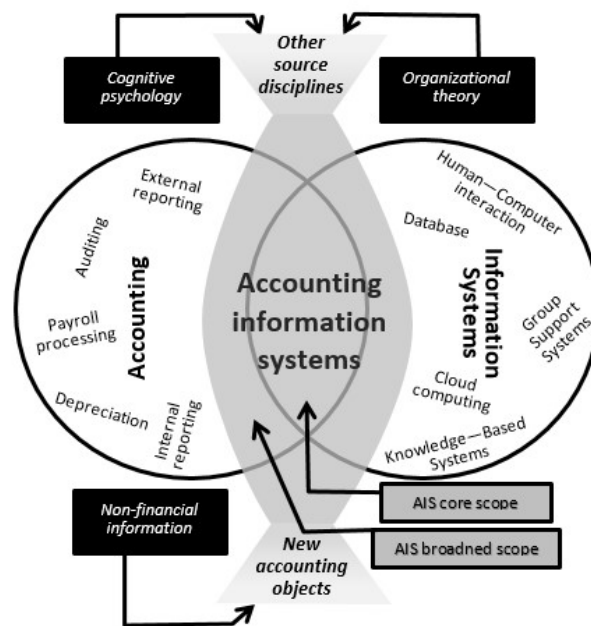 Other
source
disciplines
Cognitive
psychology
Organizational
theory
External
reporting
Auditing
Payroll
processing
Depreciation
Internal
reporting
Accounting
Accounting
information
systems
Human—Computer
interaction
Database
Information
Systems
Group
Support
Systems
Cloud
computing
Knowledge—Based
Systems
Non-financial
information
AIS core scope
AIS broadned scope
New
accounting
objects